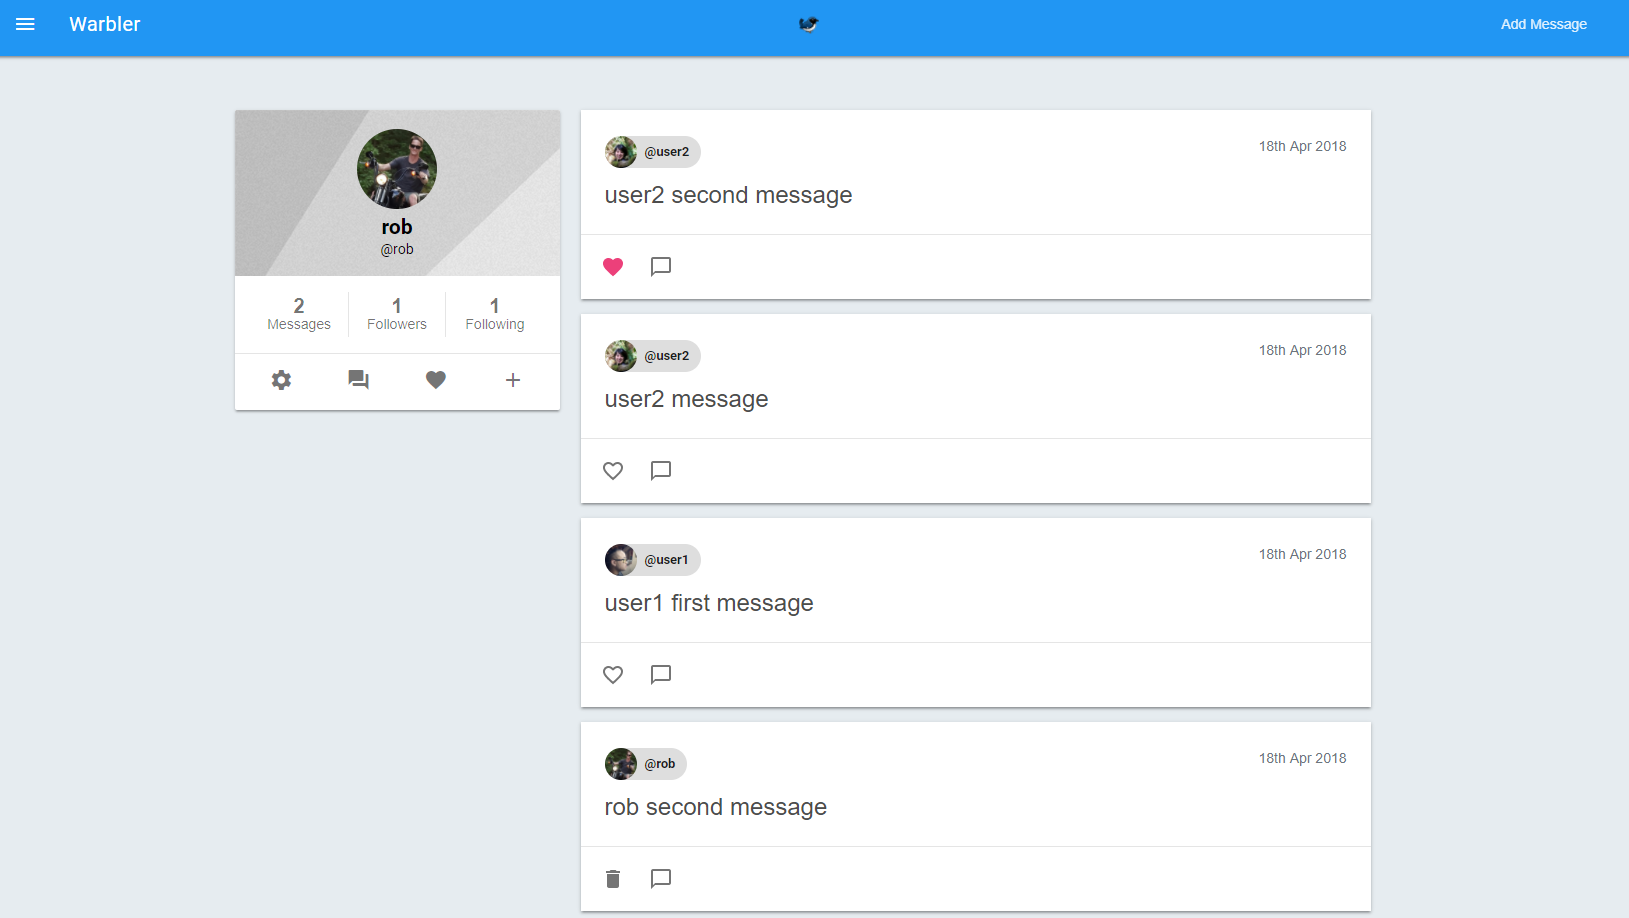 Warbler
Add Message
rob
@rob
2 1 1
Messages Followers Following
@user2
18th Apr 2018
user2 second message
@user2
18th Apr 2018
user2 message
@user1
18th Apr 2018
user1 first message
@rob
18th Apr 2018
rob second message